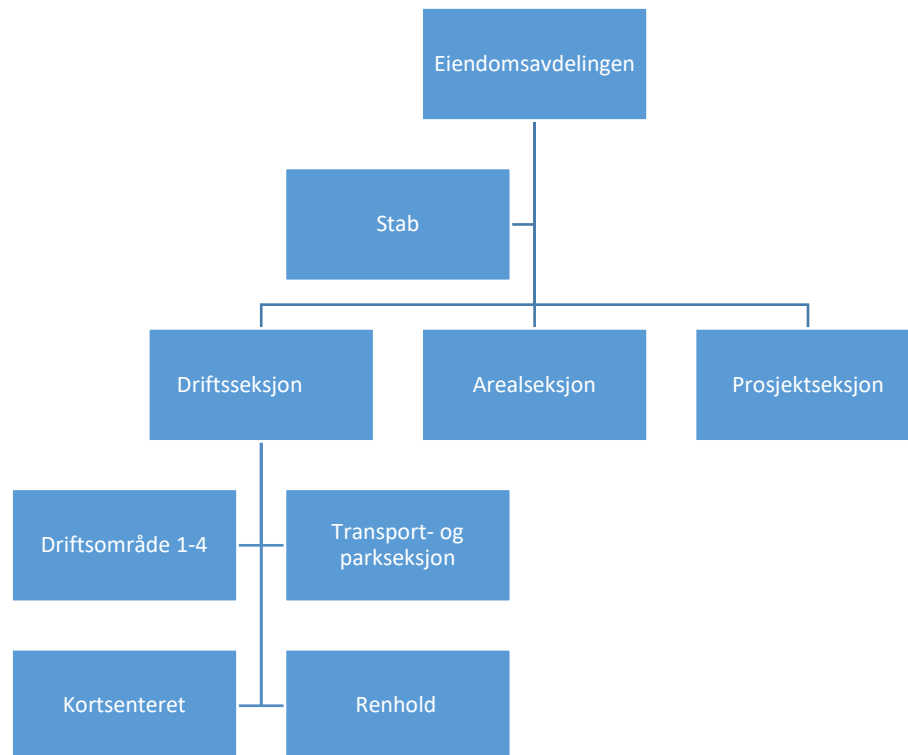 Eiendomsavdelingen
Stab
Driftsseksjon
Arealseksjon
Prosjektseksjon
Driftsområde 1-4
Transport- og
parkseksjon
Kortsenteret
Renhold